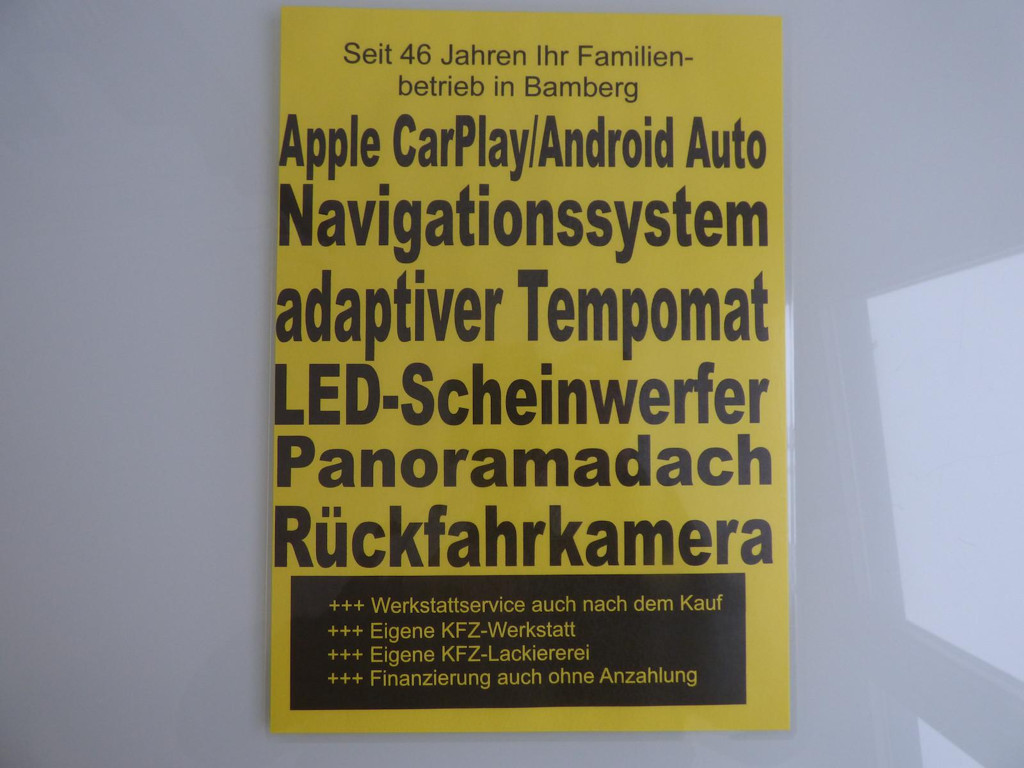 Seit 46 Jahren Ihr Familien-
betrieb in Bamberg
Apple CarPlay/Android Auto
Navigationssystem
adaptiver Tempomat
LED-Scheinwerfer
Panoramadach
Rückfahrkamera
+++ Werkstattservice auch nach dem Kauf
+++ Eigene KFZ-Werkstatt
+++ Eigene KFZ-Lackiererei
+++ Finanzierung auch ohne Anzahlung